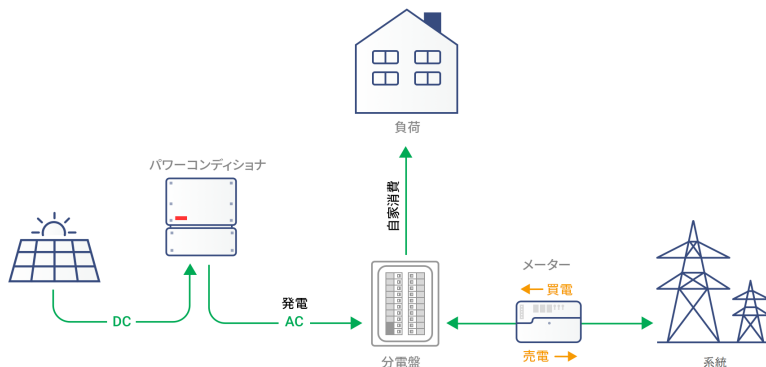 負荷
パワーコンディショナ
自家消費
メーター
買電
発電
DC
AC
売電
分電盤
系統